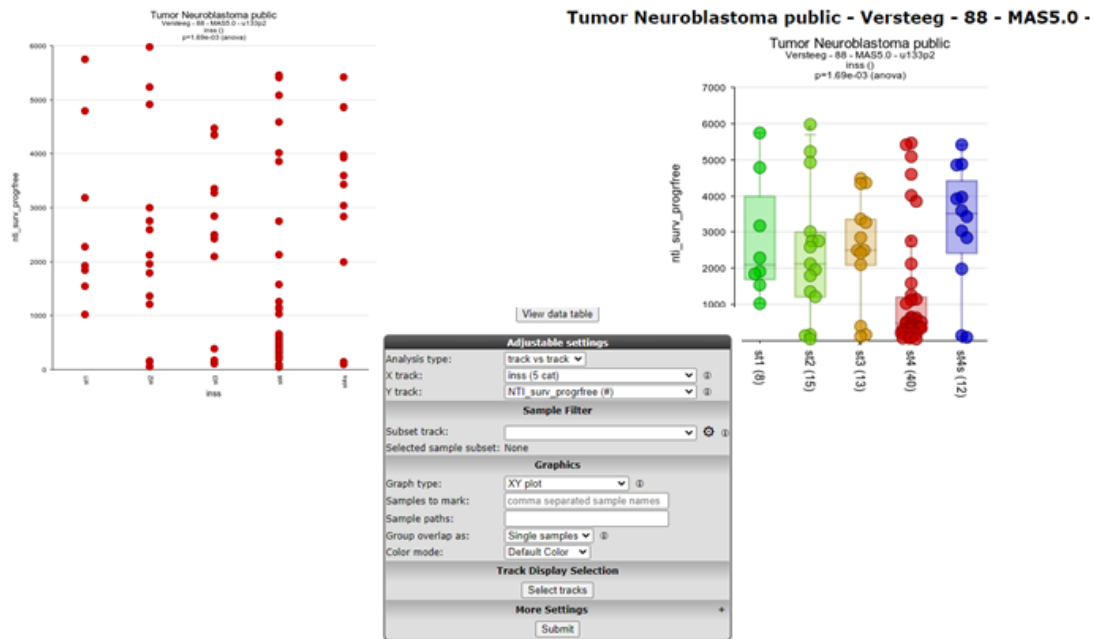 Tumor Neuroblastoma public
Versteeg - 88 - MAS5.0 - u133p2
inss ()
p=1.69e-03 (anova)
6000
5000
4000
3000
2000
1000
0
nti_surv_progrfree
st1
st2
st3
st4
st4s
inss
Tumor Neuroblastoma public - Versteeg - 88 - MAS5.0 -
Tumor Neuroblastoma public
Versteeg - 88 - MAS5.0 - u133p2
inss ()
p=1.69e-03 (anova)
7000
6000
5000
4000
3000
2000
1000
nti_surv_progrfree
st1 (8)
st2 (15)
st3 (13)
st4 (40)
st4s (12)
View data table
Adjustable settings
Analysis type: track vs track
X track: inss (5 cat)
Y track: NTI_surv_progrfree (#)
Sample Filter
Subset track:
Selected sample subset: None
Graphics
Graph type: XY plot
Samples to mark: comma separated sample names
Sample paths:
Group overlap as: Single samples
Color mode: Default Color
Track Display Selection
Select tracks
More Settings +
Submit